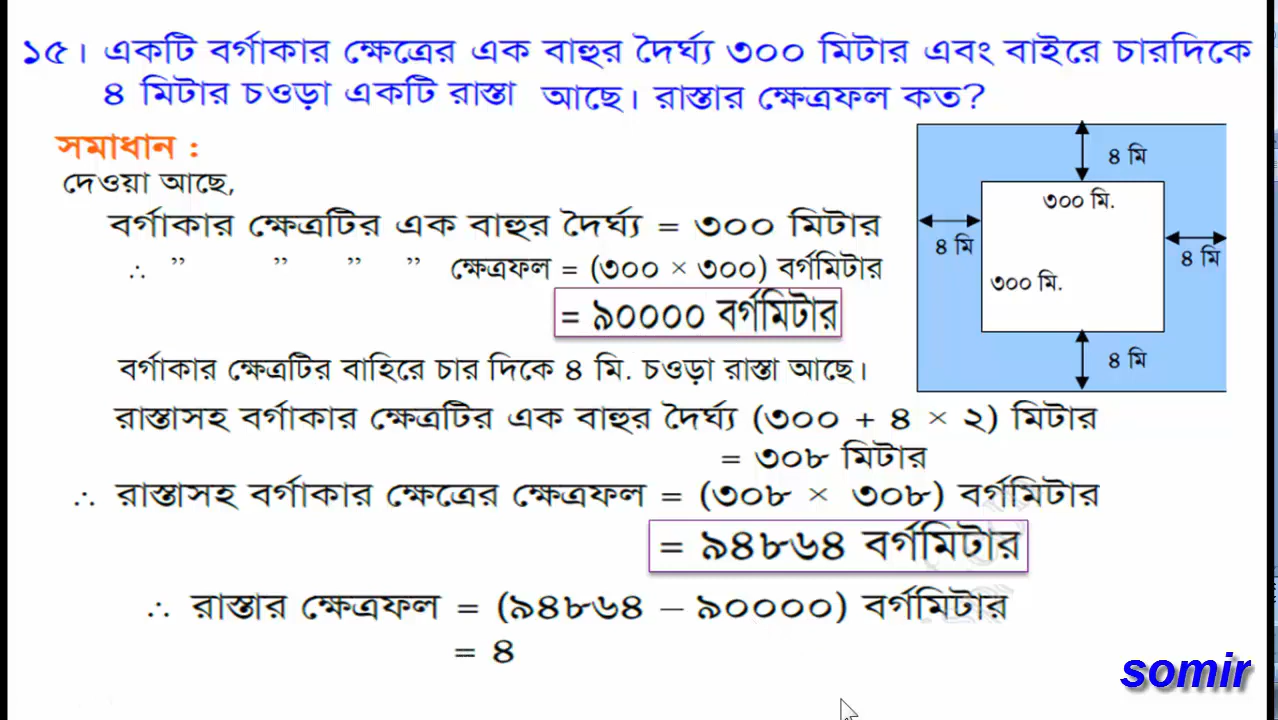 ১৫। একটি বর্গাকার ক্ষেত্রের এক বাহুর দৈর্ঘ্য ৩০০ মিটার এবং বাইরে চারদিকে
৪ মিটার চওড়া একটি রাস্তা আছে। রাস্তার ক্ষেত্রফল কত?
সমাধান :
দেওয়া আছে,
বর্গাকার ক্ষেত্রটির এক বাহুর দৈর্ঘ্য = ৩০০ মিটার
∴ ” ” ” ” ক্ষেত্রফল = (৩০০ × ৩০০) বর্গমিটার
= ৯০০০০ বর্গমিটার
বর্গাকার ক্ষেত্রটির বাহিরে চার দিকে ৪ মি. চওড়া রাস্তা আছে।
রাস্তাসহ বর্গাকার ক্ষেত্রটির এক বাহুর দৈর্ঘ্য (৩০০ + ৪ × ২) মিটার
= ৩০৮ মিটার
∴ রাস্তাসহ বর্গাকার ক্ষেত্রের ক্ষেত্রফল = (৩০৮ × ৩০৮) বর্গমিটার
= ৯৪৮৬৪ বর্গমিটার
∴ রাস্তার ক্ষেত্রফল = (৯৪৮৬৪ – ৯০০০০) বর্গমিটার
= ৪
৪ মি
৩০০ মি.
৪ মি
৪ মি
৩০০ মি.
৪ মি
somir